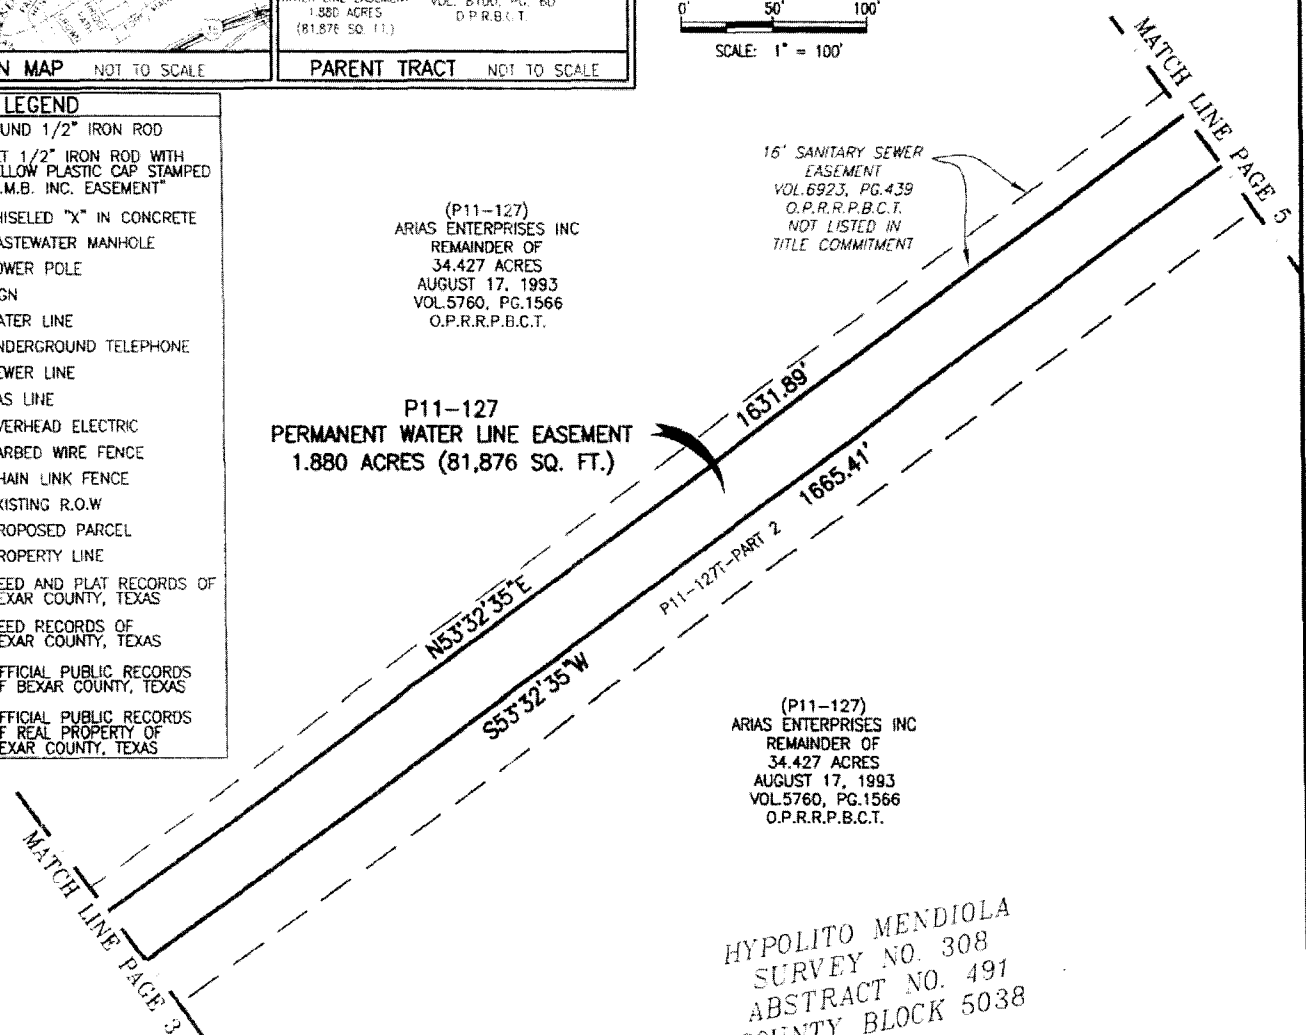 1.880 ACRES
(81,876 SQ. FT.)
VOL. 8100, PG. 60
D.P.R.B.C.T.
N MAP NOT TO SCALE
PARENT TRACT NOT TO SCALE
0' 50' 100'
SCALE: 1" = 100'
LEGEND
UND 1/2" IRON ROD
T 1/2" IRON ROD WITH
LLOW PLASTIC CAP STAMPED
.M.B. INC. EASEMENT"
HISELED "X" IN CONCRETE
ASTEWATER MANHOLE
OWER POLE
GN
ATER LINE
NDERGROUND TELEPHONE
EWER LINE
AS LINE
VERHEAD ELECTRIC
ARBED WIRE FENCE
HAIN LINK FENCE
XISTING R.O.W
ROPOSED PARCEL
ROPERTY LINE
EED AND PLAT RECORDS OF
EXAR COUNTY, TEXAS
EED RECORDS OF
EXAR COUNTY, TEXAS
FFICIAL PUBLIC RECORDS
F BEXAR COUNTY, TEXAS
FFICIAL PUBLIC RECORDS
F REAL PROPERTY OF
EXAR COUNTY, TEXAS
(P11-127)
ARIAS ENTERPRISES INC
REMAINDER OF
34.427 ACRES
AUGUST 17, 1993
VOL.5760, PG.1566
O.P.R.R.P.B.C.T.
16' SANITARY SEWER
EASEMENT
VOL.6923, PG.439
O.P.R.R.P.B.C.T.
NOT LISTED IN
TITLE COMMITMENT
MATCH LINE PAGE 5
P11-127
PERMANENT WATER LINE EASEMENT
1.880 ACRES (81,876 SQ. FT.)
1631.89'
1665.41'
P11-127T-PART 2
N53°32'35"E
S53°32'35"W
(P11-127)
ARIAS ENTERPRISES INC
REMAINDER OF
34.427 ACRES
AUGUST 17, 1993
VOL.5760, PG.1566
O.P.R.R.P.B.C.T.
MATCH LINE PAGE 3
HYPOLITO MENDIOLA
SURVEY NO. 308
ABSTRACT NO. 491
OUNTY BLOCK 5038